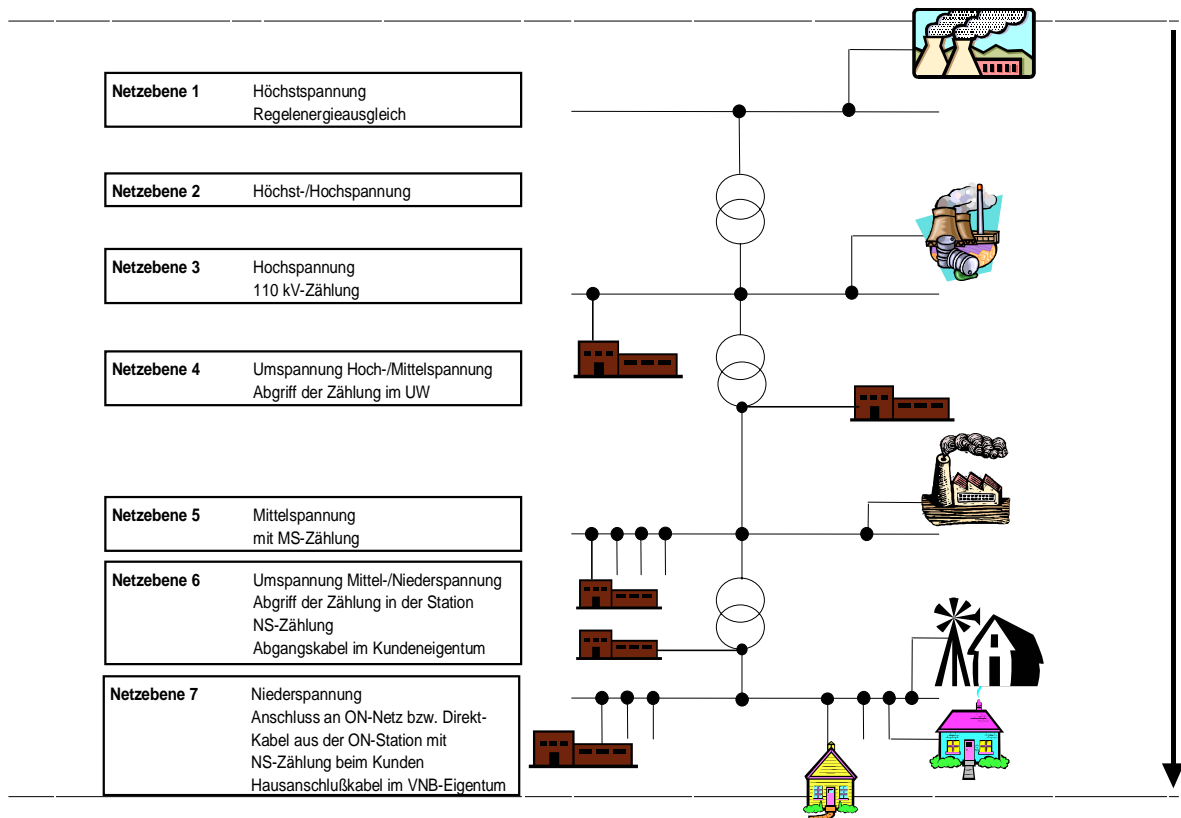 Netzebene 1 Höchstspannung
Regelenergieausgleich
Netzebene 2 Höchst-/Hochspannung
Netzebene 3 Hochspannung
110 kV-Zählung
Netzebene 4 Umspannung Hoch-/Mittelspannung
Abgriff der Zählung im UW
Netzebene 5 Mittelspannung
mit MS-Zählung
Netzebene 6 Umspannung Mittel-/Niederspannung
Abgriff der Zählung in der Station
NS-Zählung
Abgangskabel im Kundeneigentum
Netzebene 7 Niederspannung
Anschluss an ON-Netz bzw. Direkt-
Kabel aus der ON-Station mit
NS-Zählung beim Kunden
Hausanschlußkabel im VNB-Eigentum